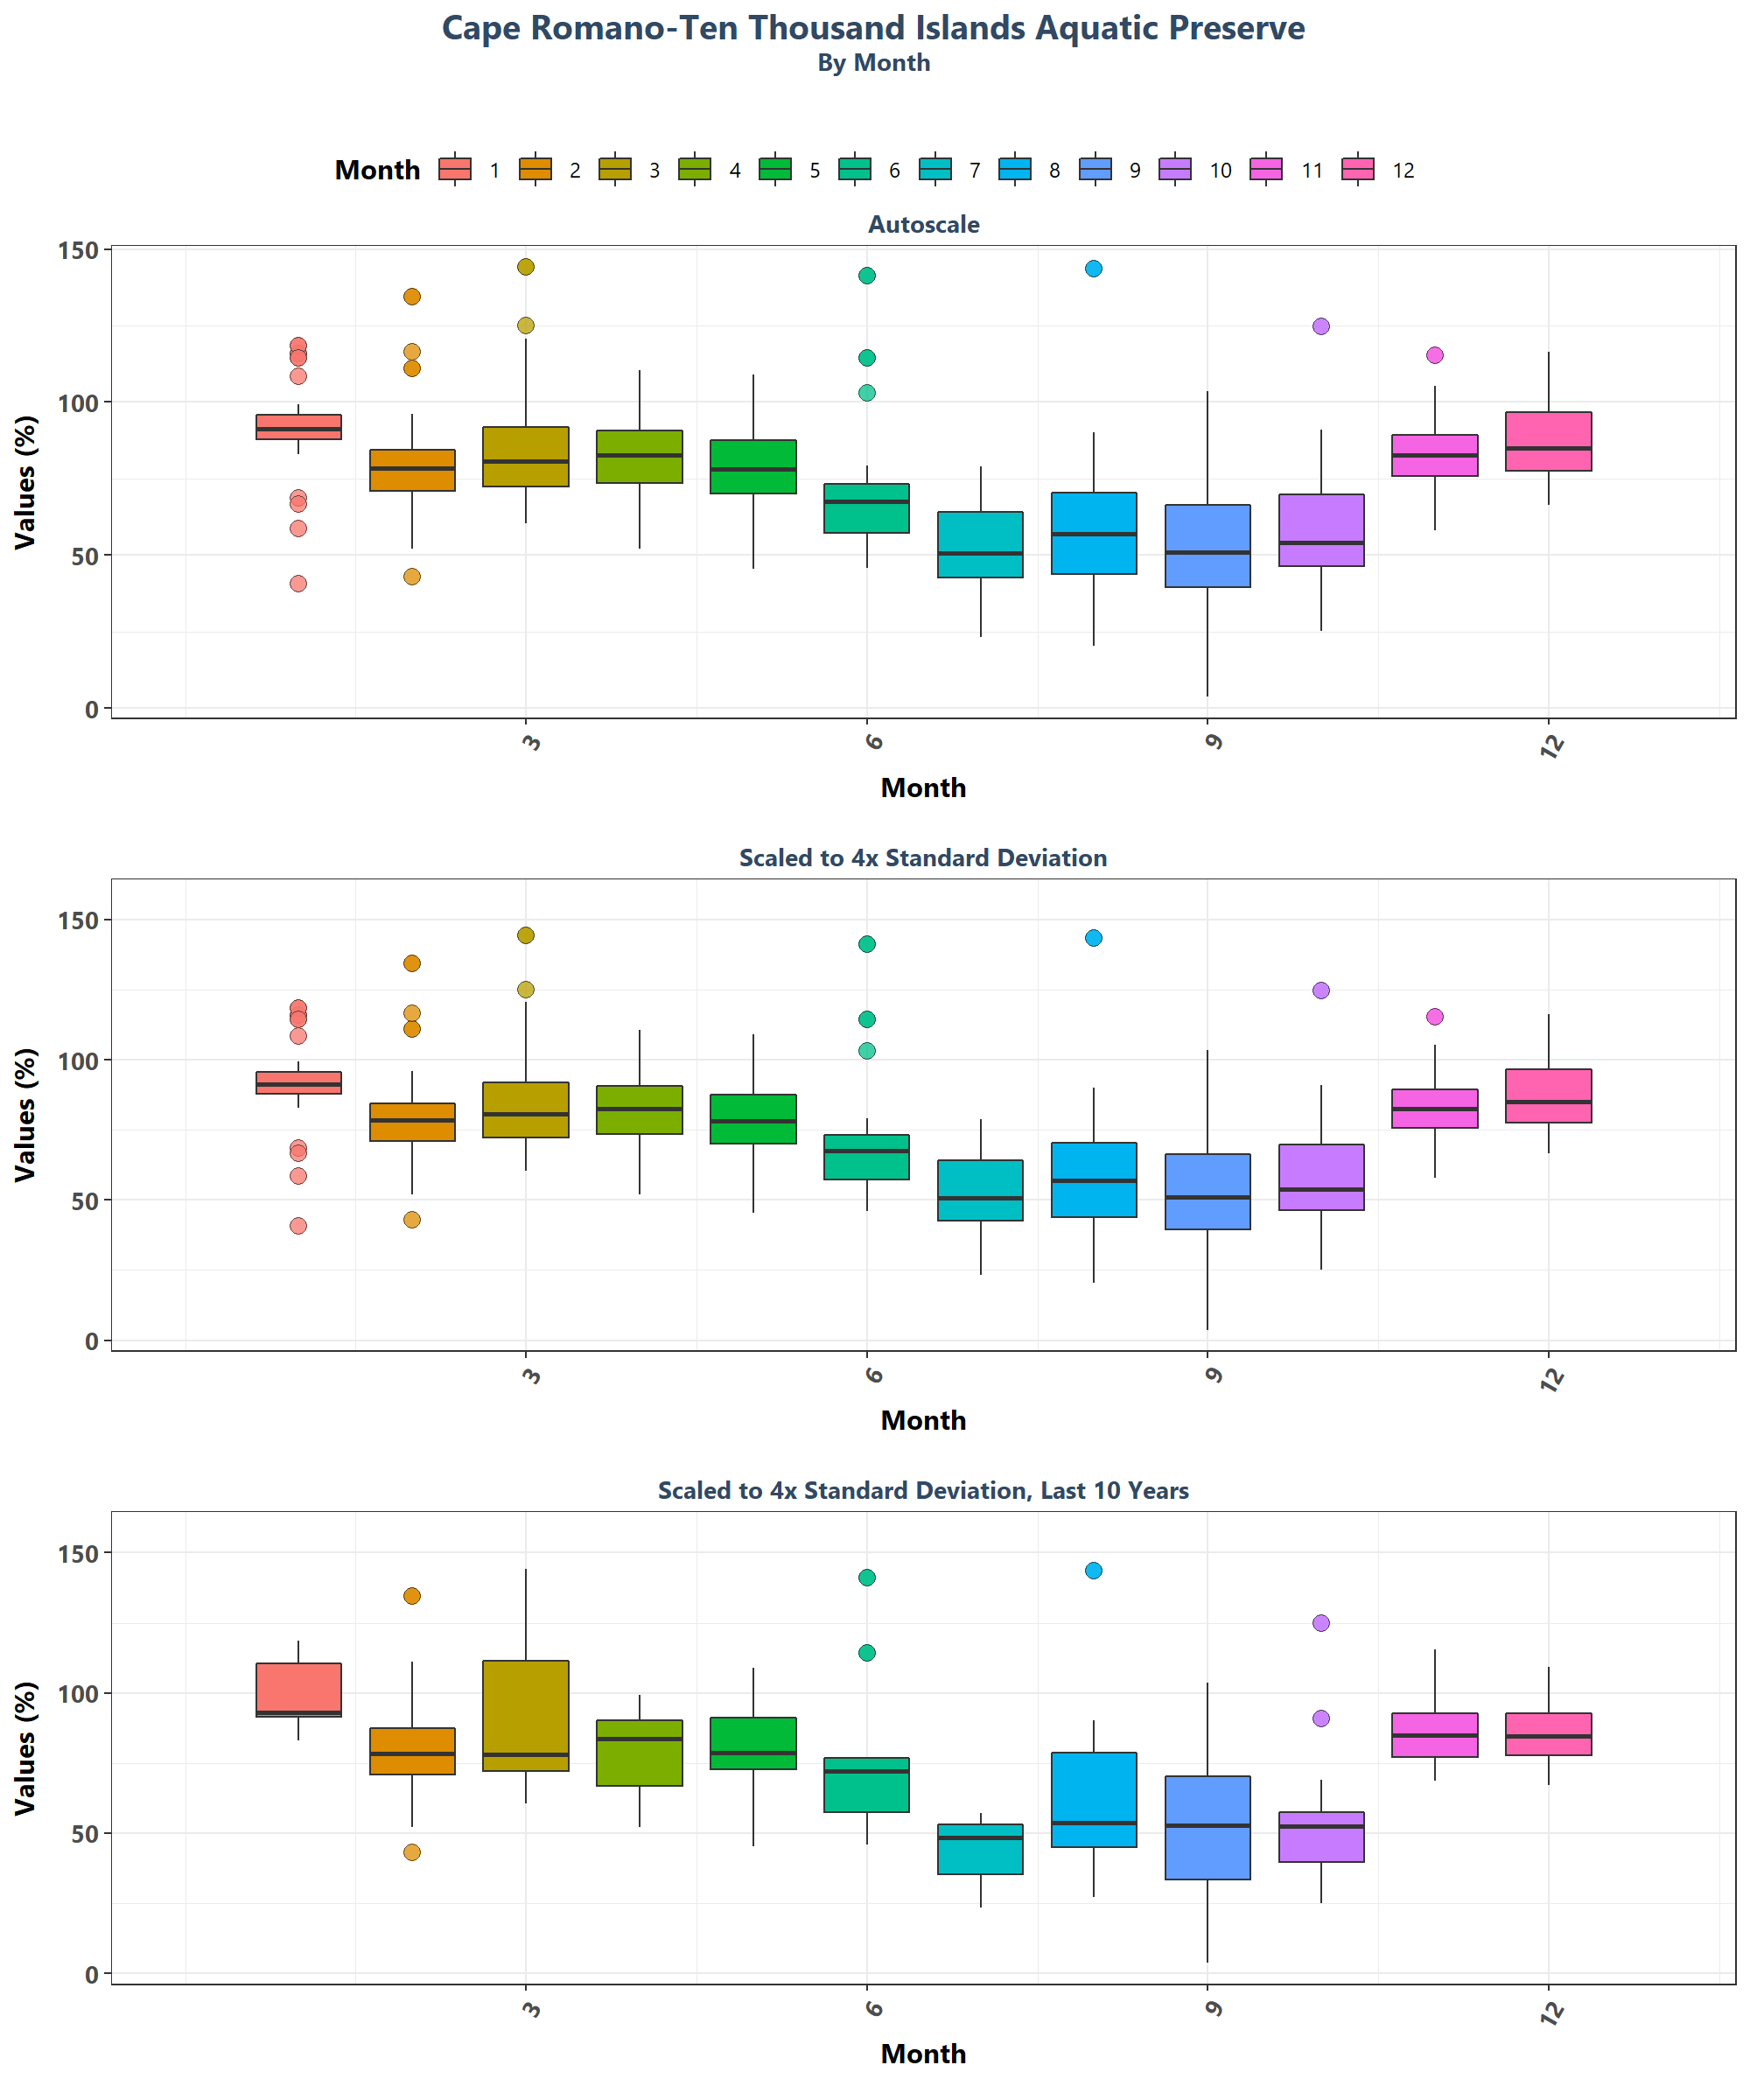 Cape Romano-Ten Thousand Islands Aquatic Preserve
By Month
Month 1 2 3 4 5 6 7 8 9 10 11 12
Autoscale
Values (%)
150
100
50
0
3 6 9 12
Month
Scaled to 4x Standard Deviation
Values (%)
150
100
50
0
3 6 9 12
Month
Scaled to 4x Standard Deviation, Last 10 Years
Values (%)
150
100
50
0
3 6 9 12
Month